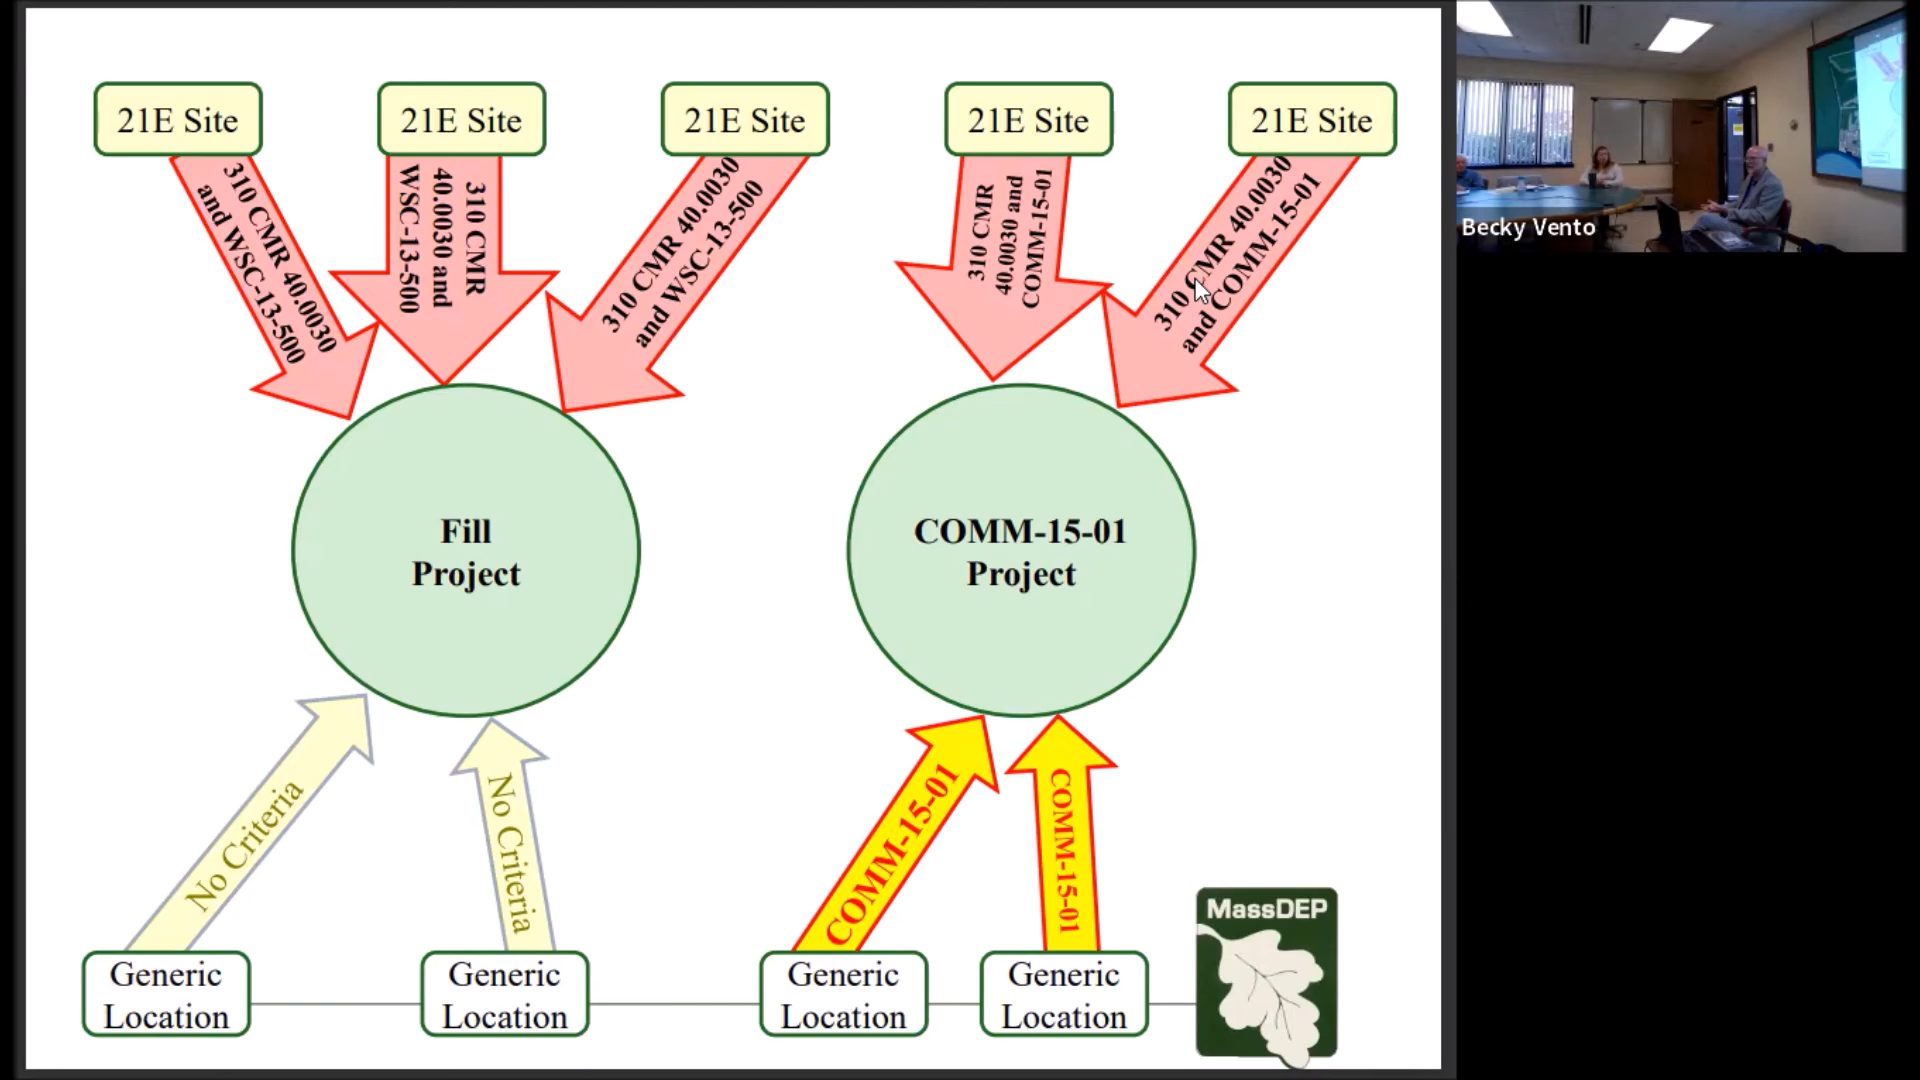 21E Site
21E Site
21E Site
21E Site
21E Site
310 CMR 40.0030
and WSC-13-500
310 CMR
40.0030 and
WSC-13-500
310 CMR 40.0030
and WSC-13-500
310 CMR
40.0030 and
COMM-15-01
310 CMR 40.0030
and COMM-15-01
Becky Vento
Fill
Project
COMM-15-01
Project
No Criteria
No Criteria
COMM-15-01
COMM-15-01
Generic
Location
Generic
Location
Generic
Location
Generic
Location
MassDEP